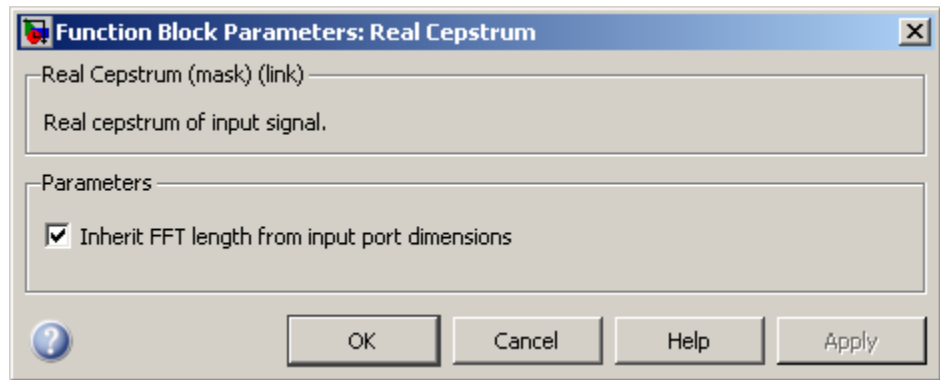 Function Block Parameters: Real Cepstrum
Real Cepstrum (mask) (link)
Real cepstrum of input signal.
Parameters
Inherit FFT length from input port dimensions
OK Cancel Help Apply